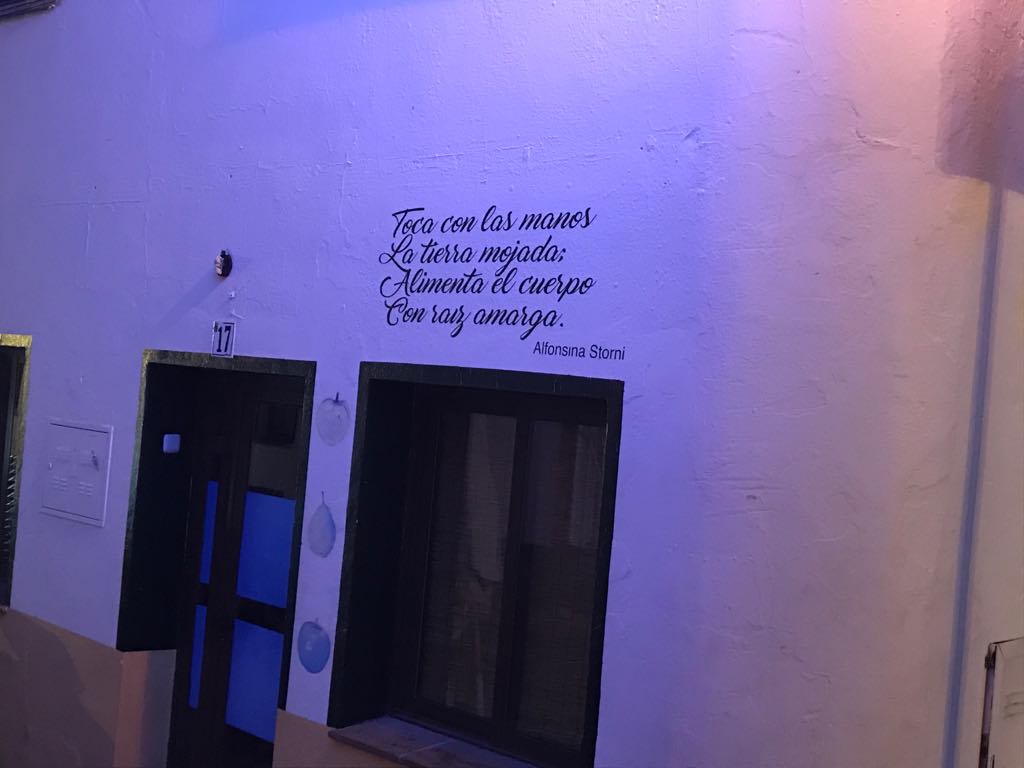 Toca con las manos
La tierra mojada;
Alimenta el cuerpo
Con raiz amarga.
Alfonsina Storni
17